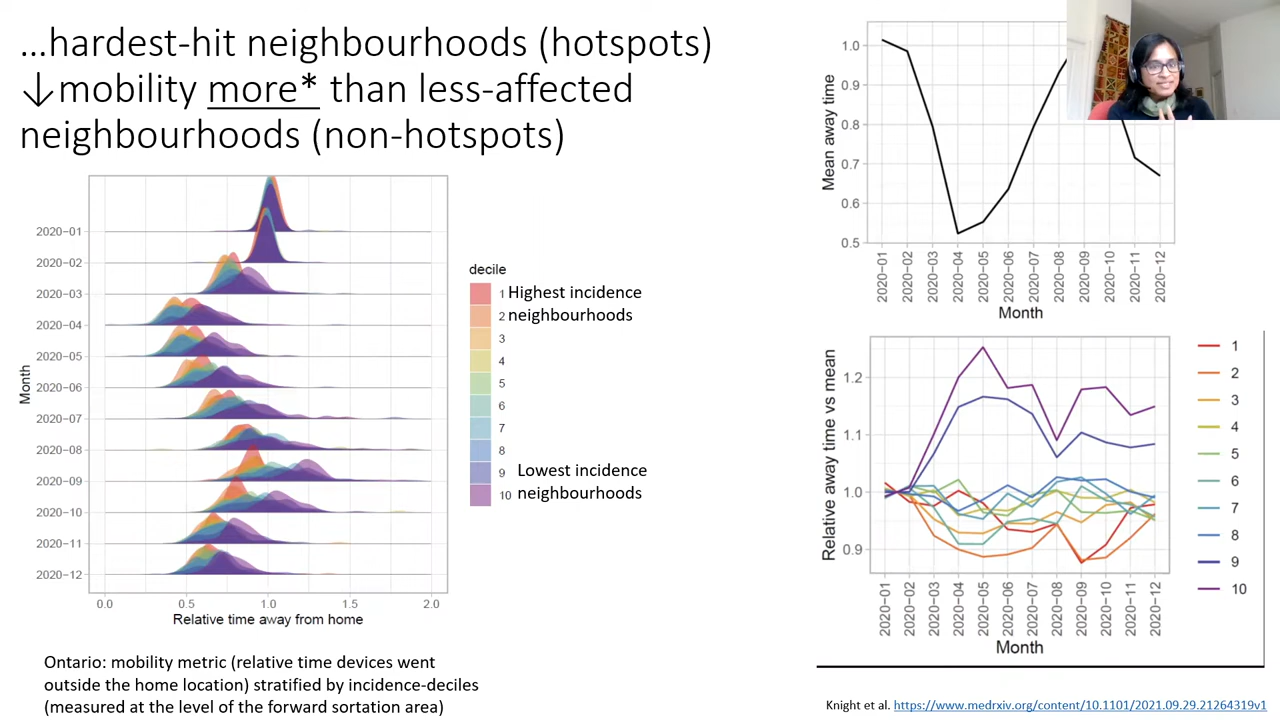 ...hardest-hit neighbourhoods (hotspots)
↓mobility more* than less-affected
neighbourhoods (non-hotspots)
2020-01
2020-02
2020-03
2020-04
2020-05
2020-06
2020-07
2020-08
2020-09
2020-10
2020-11
2020-12
Month
0.0 0.5 1.0 1.5 2.0
Relative time away from home
decile
1 Highest incidence
2 neighbourhoods
3
4
5
6
7
8
9 Lowest incidence
10 neighbourhoods
Ontario: mobility metric (relative time devices went
outside the home location) stratified by incidence-deciles
(measured at the level of the forward sortation area)
Mean away time
1.0
0.9
0.8
0.7
0.6
0.5
2020-01 2020-02 2020-03 2020-04 2020-05 2020-06 2020-07 2020-08 2020-09 2020-10 2020-11 2020-12
Month
Relative away time vs mean
1.2
1.1
1.0
0.9
2020-01 2020-02 2020-03 2020-04 2020-05 2020-06 2020-07 2020-08 2020-09 2020-10 2020-11 2020-12
Month
1
2
3
4
5
6
7
8
9
10
Knight et al. https://www.medrxiv.org/content/10.1101/2021.09.29.21264319v1